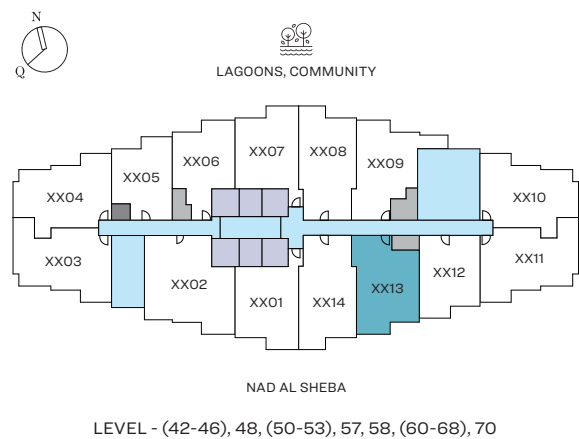 N
Q
LAGOONS, COMMUNITY
XX07
XX08
XX06
XX09
XX05
XX04
XX10
XX03
XX02
XX01
XX14
XX13
XX12
XX11
NAD AL SHEBA
LEVEL - (42-46), 48, (50-53), 57, 58, (60-68), 70